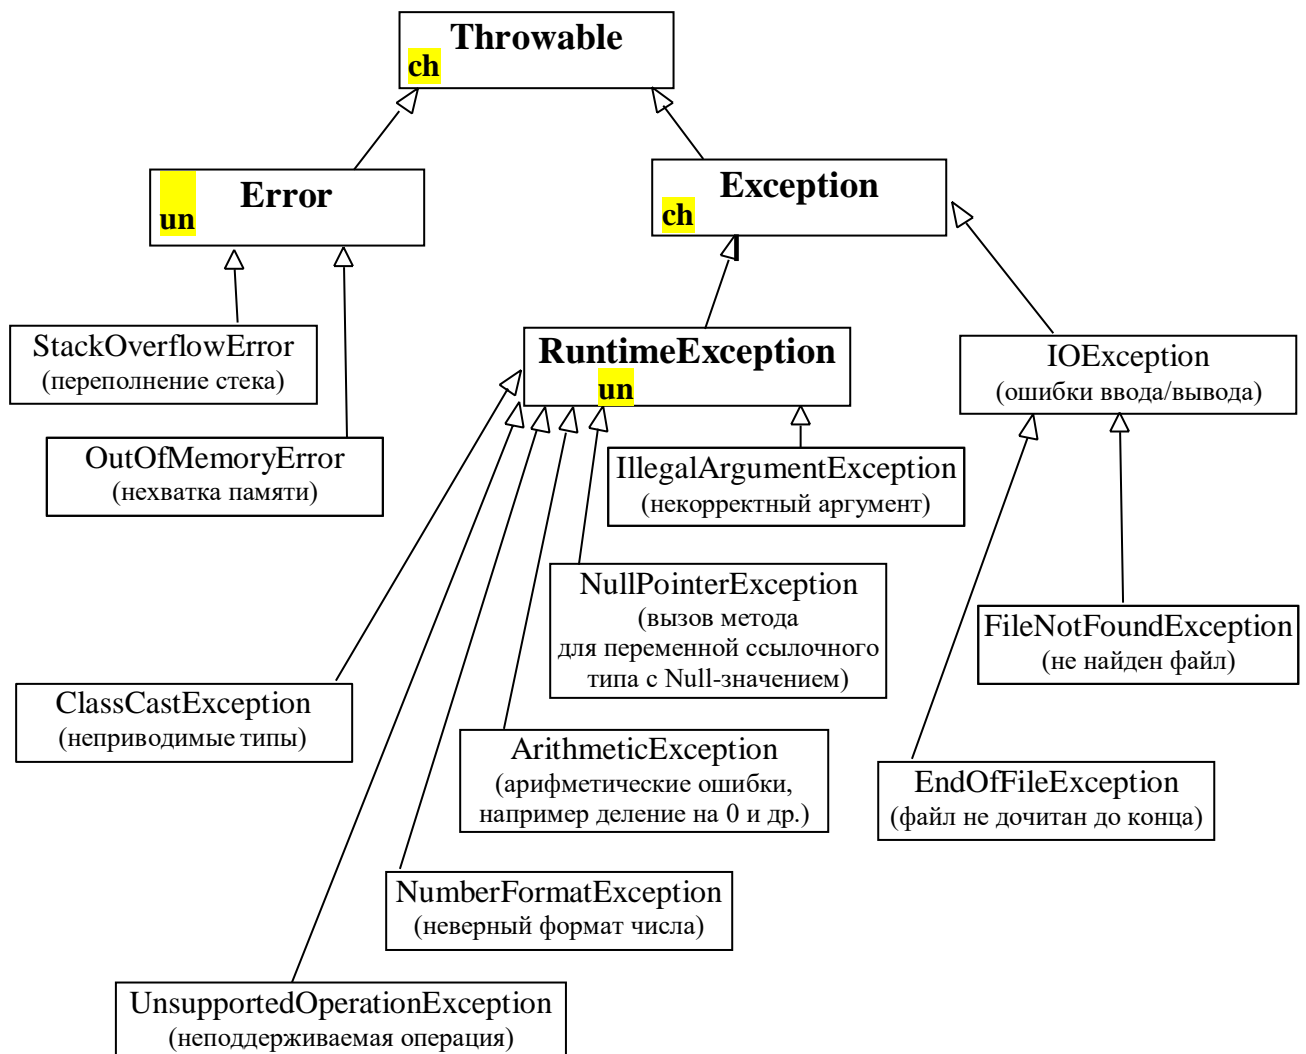 Throwable
ch
Error
un
Exception
ch
StackOverflowError
(переполнение стека)
RuntimeException
un
IOException
(ошибки ввода/вывода)
OutOfMemoryError
(нехватка памяти)
IllegalArgumentException
(некорректный аргумент)
NullPointerException
(вызов метода
для переменной ссылочного
типа с Null-значением)
FileNotFoundException
(не найден файл)
ClassCastException
(неприводимые типы)
ArithmeticException
(арифметические ошибки,
например деление на 0 и др.)
EndOfFileException
(файл не дочитан до конца)
NumberFormatException
(неверный формат числа)
UnsupportedOperationException
(неподдерживаемая операция)